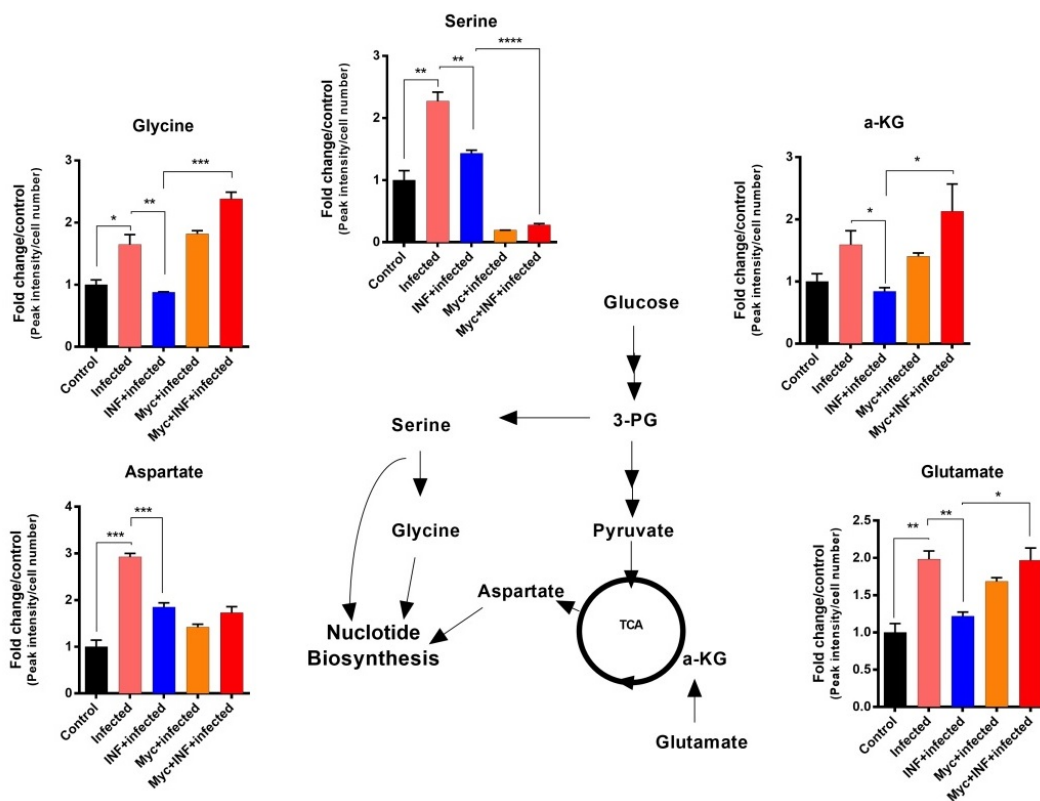 Serine
Fold change/control
(Peak intensity/cell number)
3
2
1
0
**
**
****
Control
Infected
INF+infected
Myc+infected
Myc+INF+infected
Glycine
Fold change/control
(Peak intensity/cell number)
3
2
1
0
*
**
***
Control
Infected
INF+infected
Myc+infected
Myc+INF+infected
a-KG
Fold change/control
(Peak intensity/cell number)
3
2
1
0
*
*
Control
Infected
INF+infected
Myc+infected
Myc+INF+infected
Aspartate
Fold change/control
(Peak intensity/cell number)
4
3
2
1
0
***
***
Control
Infected
INF+infected
Myc+infected
Myc+INF+infected
Glucose
3-PG
Serine
Glycine
Pyruvate
Aspartate
TCA
Nuclotide
Biosynthesis
a-KG
Glutamate
Glutamate
Fold change/control
(Peak intensity/cell number)
2.5
2.0
1.5
1.0
0.5
0.0
**
**
*
Control
Infected
INF+infected
Myc+infected
Myc+INF+infected